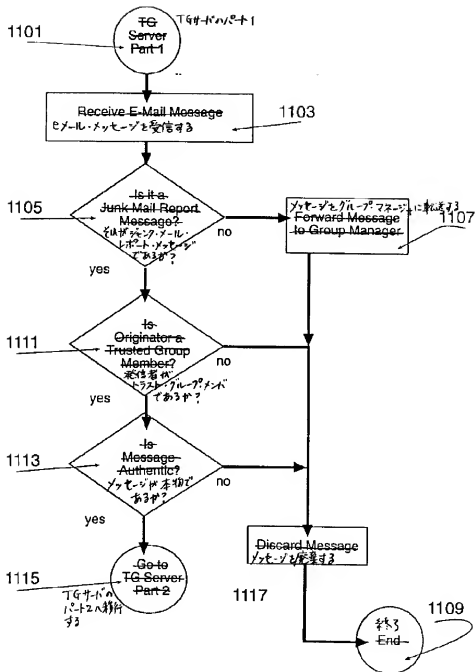 1101
TG
Server
Part 1
TGサーバのパート1
Receive E-Mail Message
eメール・メッセージを受信する
1103
1105
Is it a
Junk Mail Report
Message?
それがジャンク・メール・
レポート・メッセージ
であるか?
no
yes
メッセージをグループ・マネージャに転送する
Forward Message
to Group Manager
1107
1111
Is
Originator a
Trusted Group
Member?
発信者が
トラスト・グループ・メンバ
であるか?
no
yes
1113
Is
Message
Authentic?
メッセージが本物で
あるか?
no
yes
1115
Go to
TG Server
Part 2
TGサーバの
パート2へ移行
する
Discard Message
メッセージを廃棄する
1117
終了
End
1109